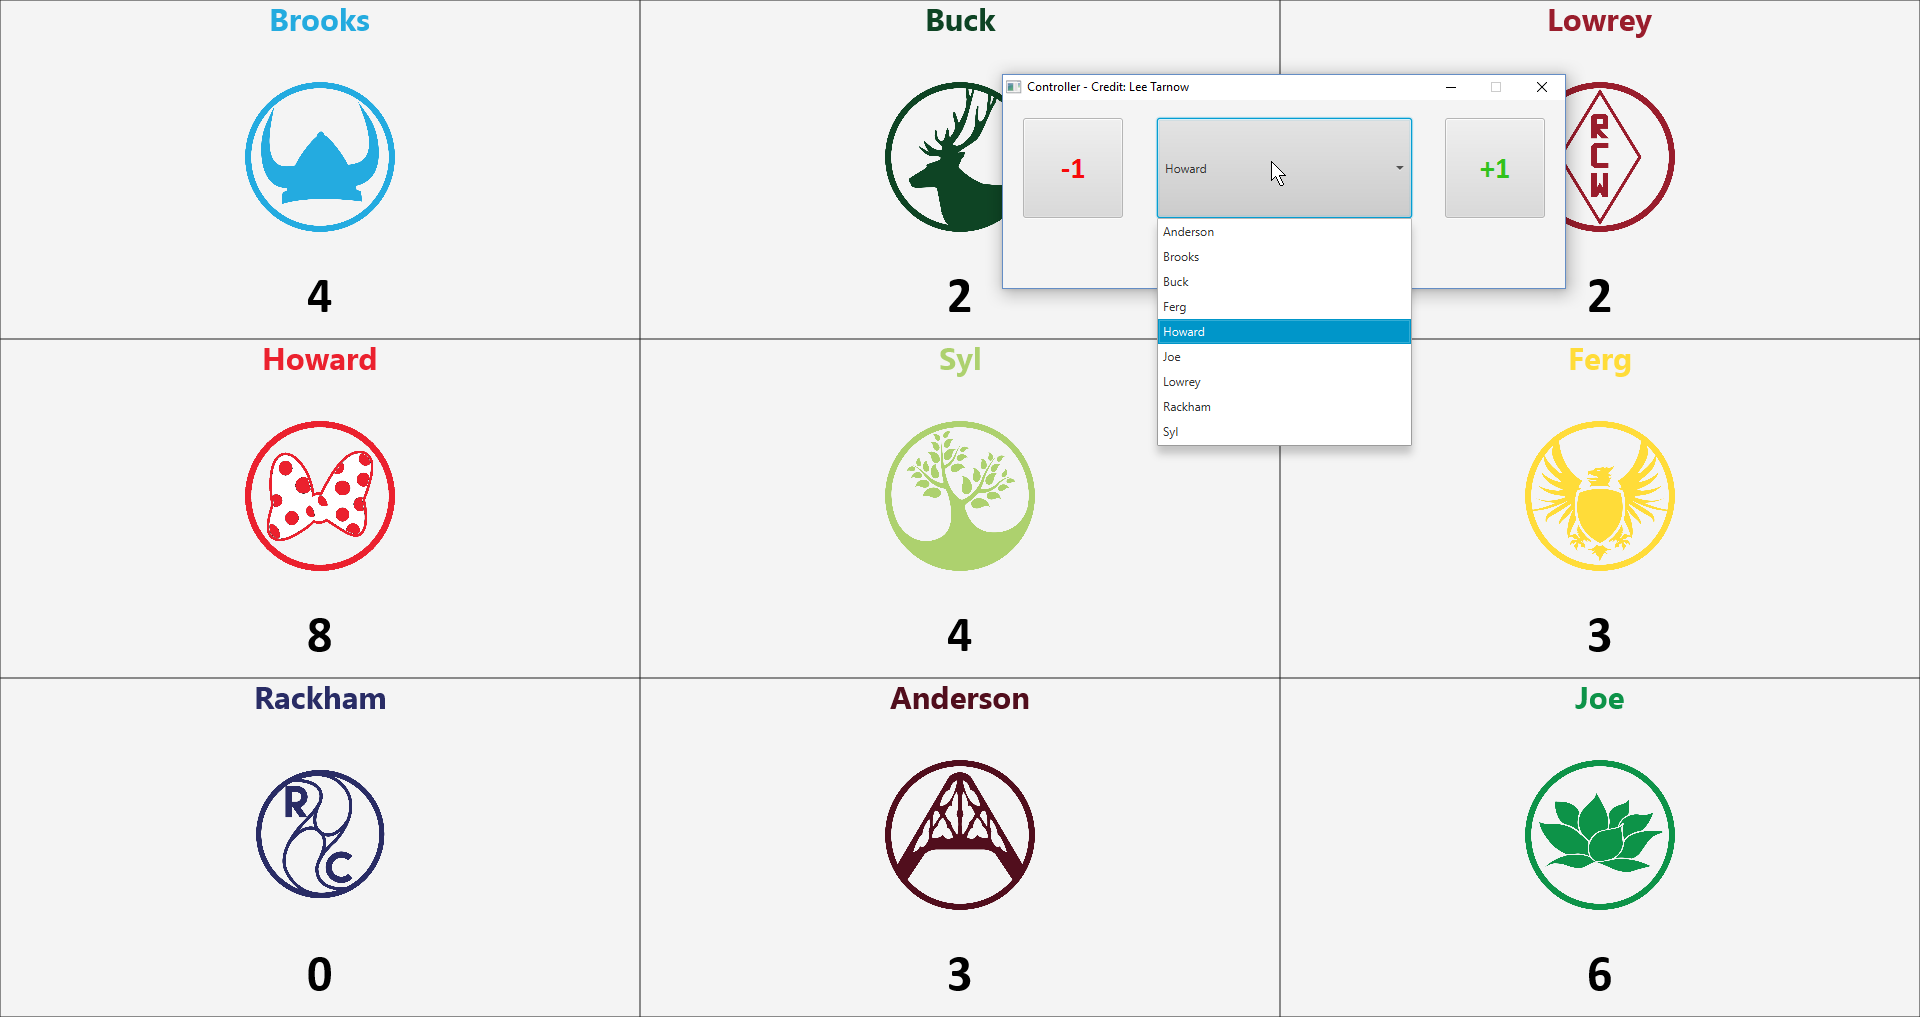 Brooks
4
Buck
2
Lowrey
RCW
2
Controller - Credit: Lee Tarnow
-1
Howard
+1
Anderson
Brooks
Buck
Ferg
Howard
Joe
Lowrey
Rackham
Syl
Howard
8
Syl
4
Ferg
3
Rackham
R
C
0
Anderson
3
Joe
6